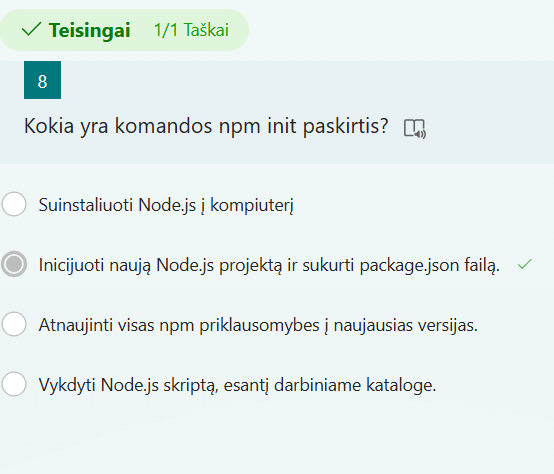 Teisingai 1/1 Taškai
8
Kokia yra komandos npm init paskirtis?
Suinstaliuoti Node.js į kompiuterį
Inicijuoti naują Node.js projektą ir sukurti package.json failą.
Atnaujinti visas npm priklausomybes į naujausias versijas.
Vykdyti Node.js skriptą, esantį darbiniame kataloge.